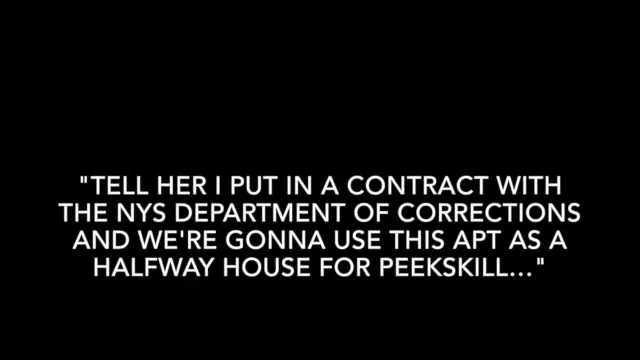 "TELL HER I PUT IN A CONTRACT WITH
THE NYS DEPARTMENT OF CORRECTIONS
AND WE'RE GONNA USE THIS APT AS A
HALFWAY HOUSE FOR PEEKSKILL..."